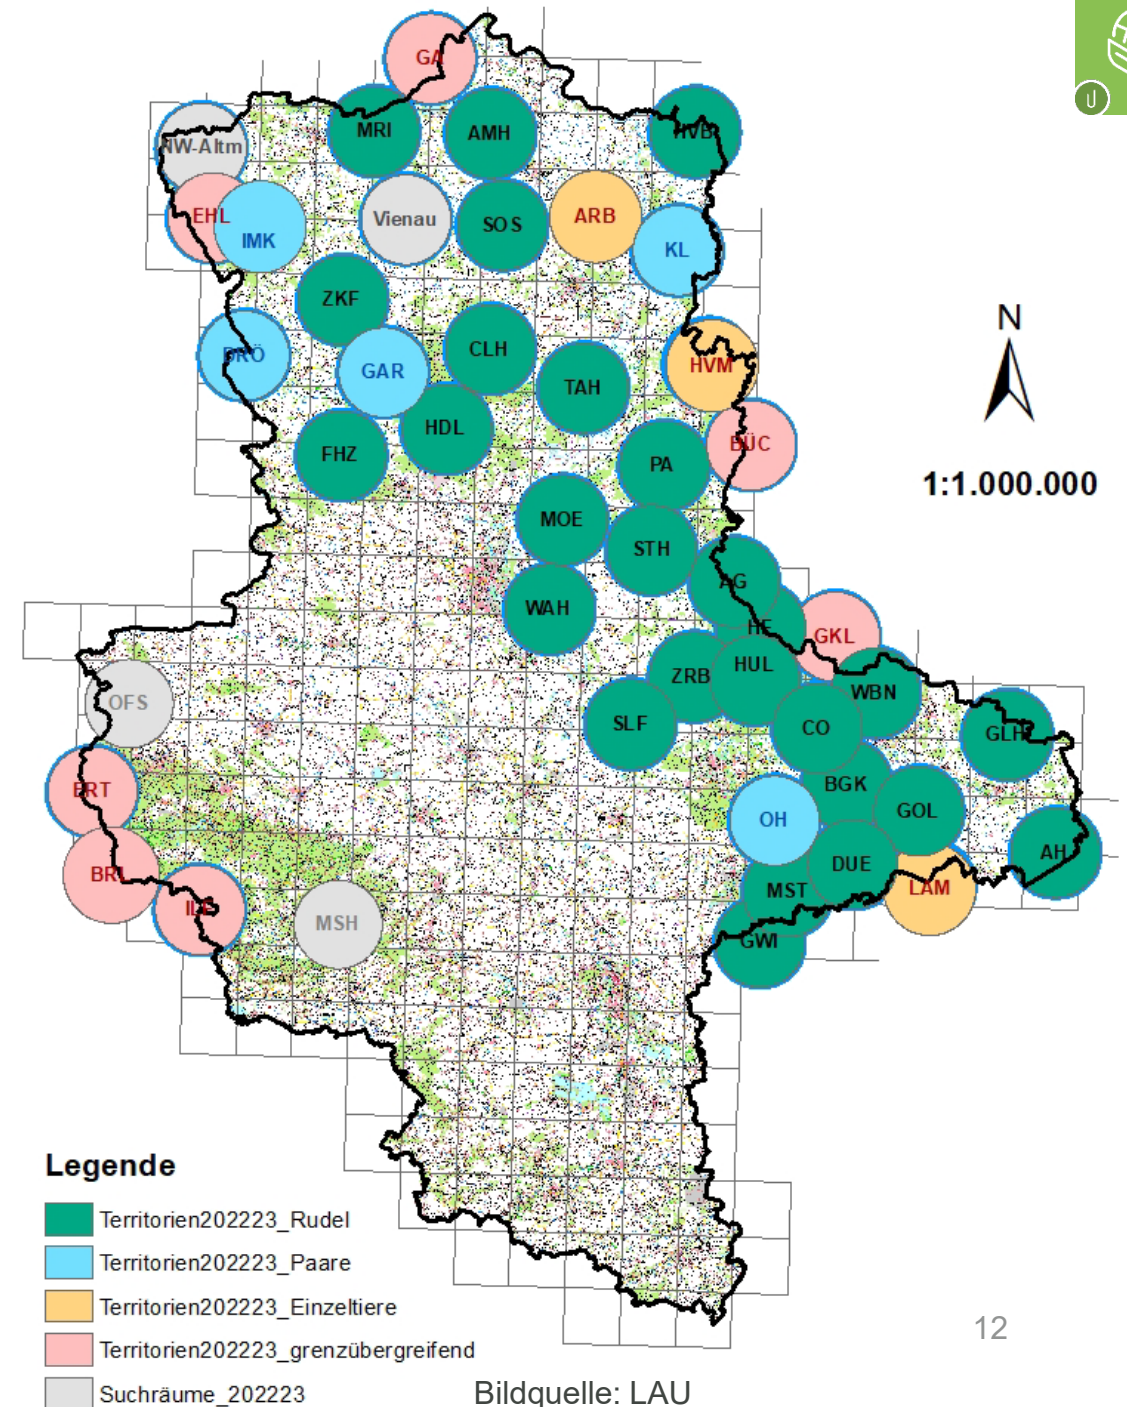 GA
MRI
AMH
HVB
NW-Altm
EHL
IMK
Vienau
SOS
ARB
KL
ZKF
DRÖ
GAR
CLH
TAH
HVM
HDL
FHZ
PA
BÜC
MOE
STH
AG
WAH
HF
GKL
ZRB
HUL
WBN
OFS
SLF
CO
GLH
ERT
BGK
GOL
OH
AH
BRL
DUE
MST
LAM
MSH
GWI
N
1:1.000.000
Legende
Territorien202223_Rudel
Territorien202223_Paare
Territorien202223_Einzeltiere
Territorien202223_grenzübergreifend
Suchräume_202223
12
Bildquelle: LAU